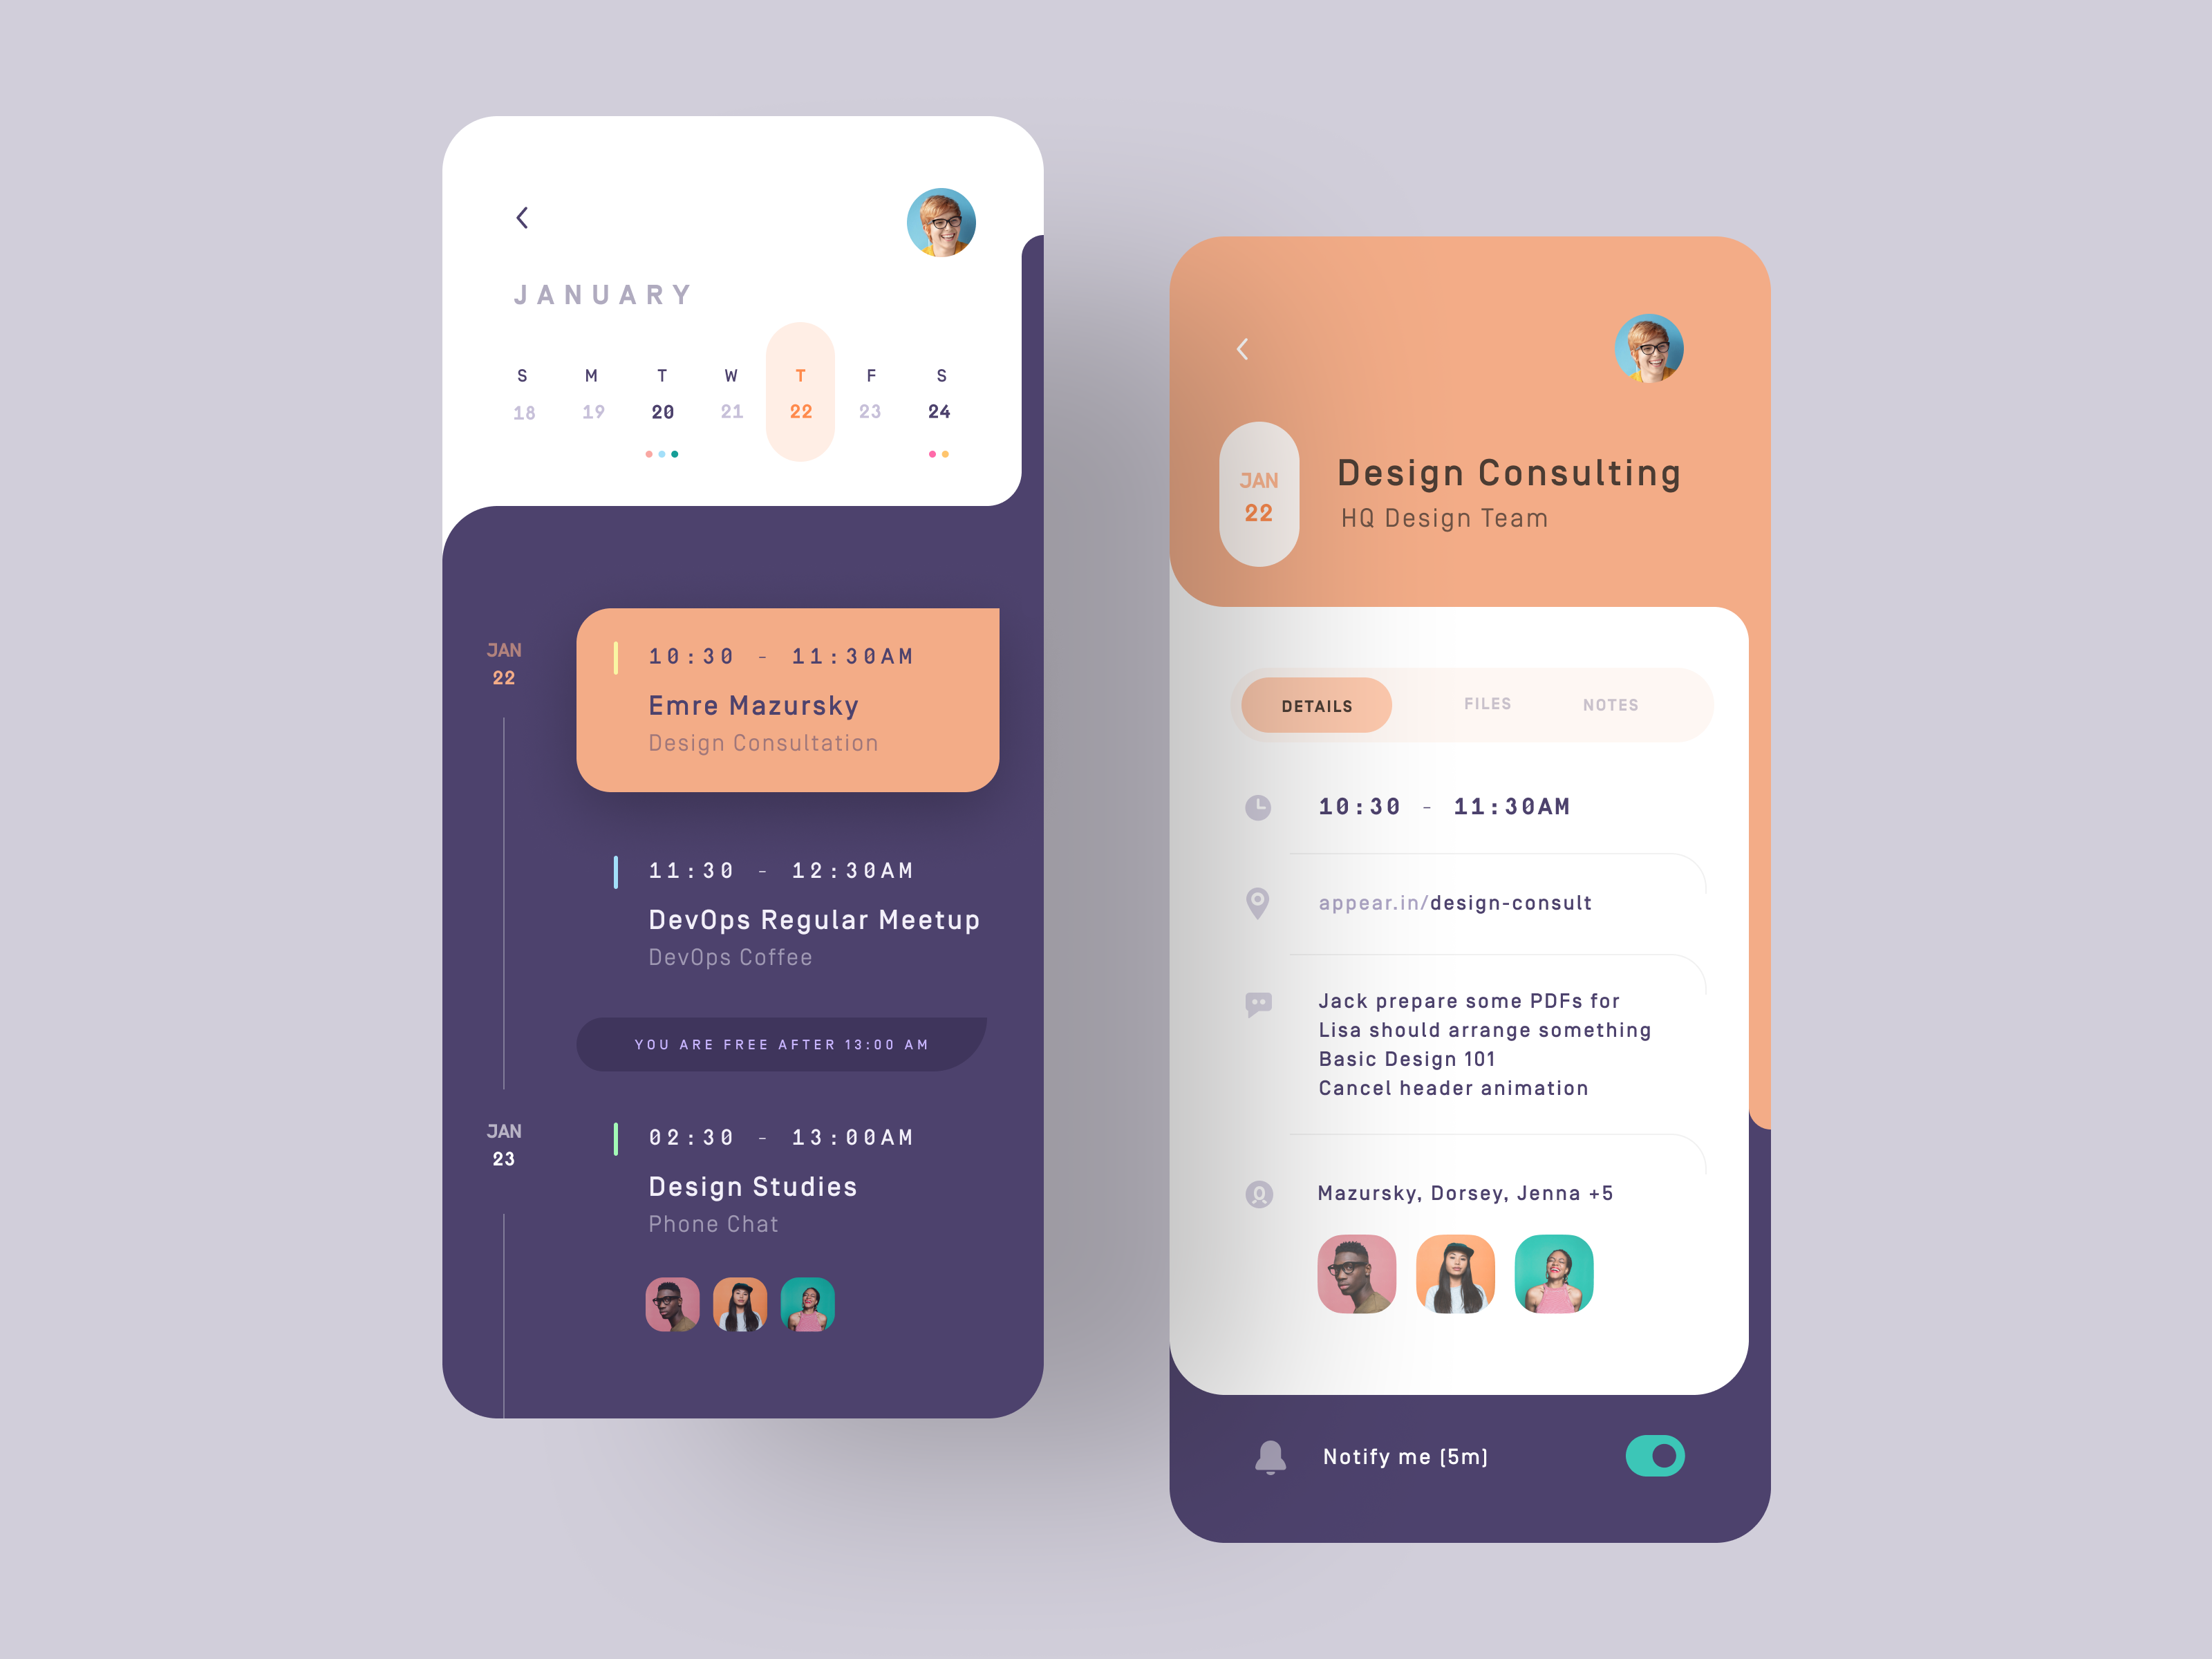 JANUARY
S M T W T F S
18 19 20 21 22 23 24
JAN
22
10:30 - 11:30AM
Emre Mazursky
Design Consultation
11:30 - 12:30AM
DevOps Regular Meetup
DevOps Coffee
YOU ARE FREE AFTER 13:00 AM
JAN
23
02:30 - 13:00AM
Design Studies
Phone Chat
JAN
22
Design Consulting
HQ Design Team
DETAILS FILES NOTES
10:30 - 11:30AM
appear.in/design-consult
Jack prepare some PDFs for
Lisa should arrange something
Basic Design 101
Cancel header animation
Mazursky, Dorsey, Jenna +5
Notify me (5m)